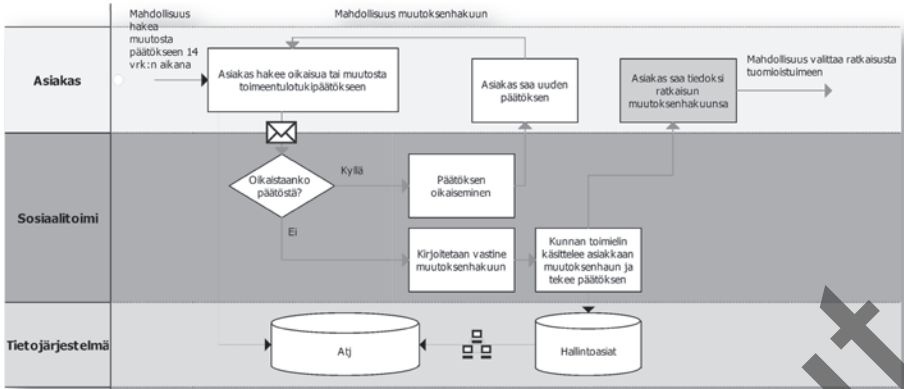 Mahdollisuus
hakea
muutosta
päätökseen 14
vrk:n aikana
Mahdollisuus muutoksenhakuun
Asiakas
Asiakas hakee oikaisua tai muutosta
toimeentulotukipäätökseen
Asiakas saa uuden
päätöksen
Asiakas saa tiedoksi
ratkaisun
muutoksenhakuunsa
Mahdollisuus valittaa ratkaisusta
tuomioistuimeen
Sosiaalitoimi
Oikaistaanko
päätöstä?
Kyllä
Päätöksen
oikaiseminen
Ei
Kirjoitetaan vastine
muutoksenhakuun
Kunnan toimielin
käsittelee asiakkaan
muutoksenhaun ja
tekee päätöksen
Tietojärjestelmä
Atj
Hallintoasiat